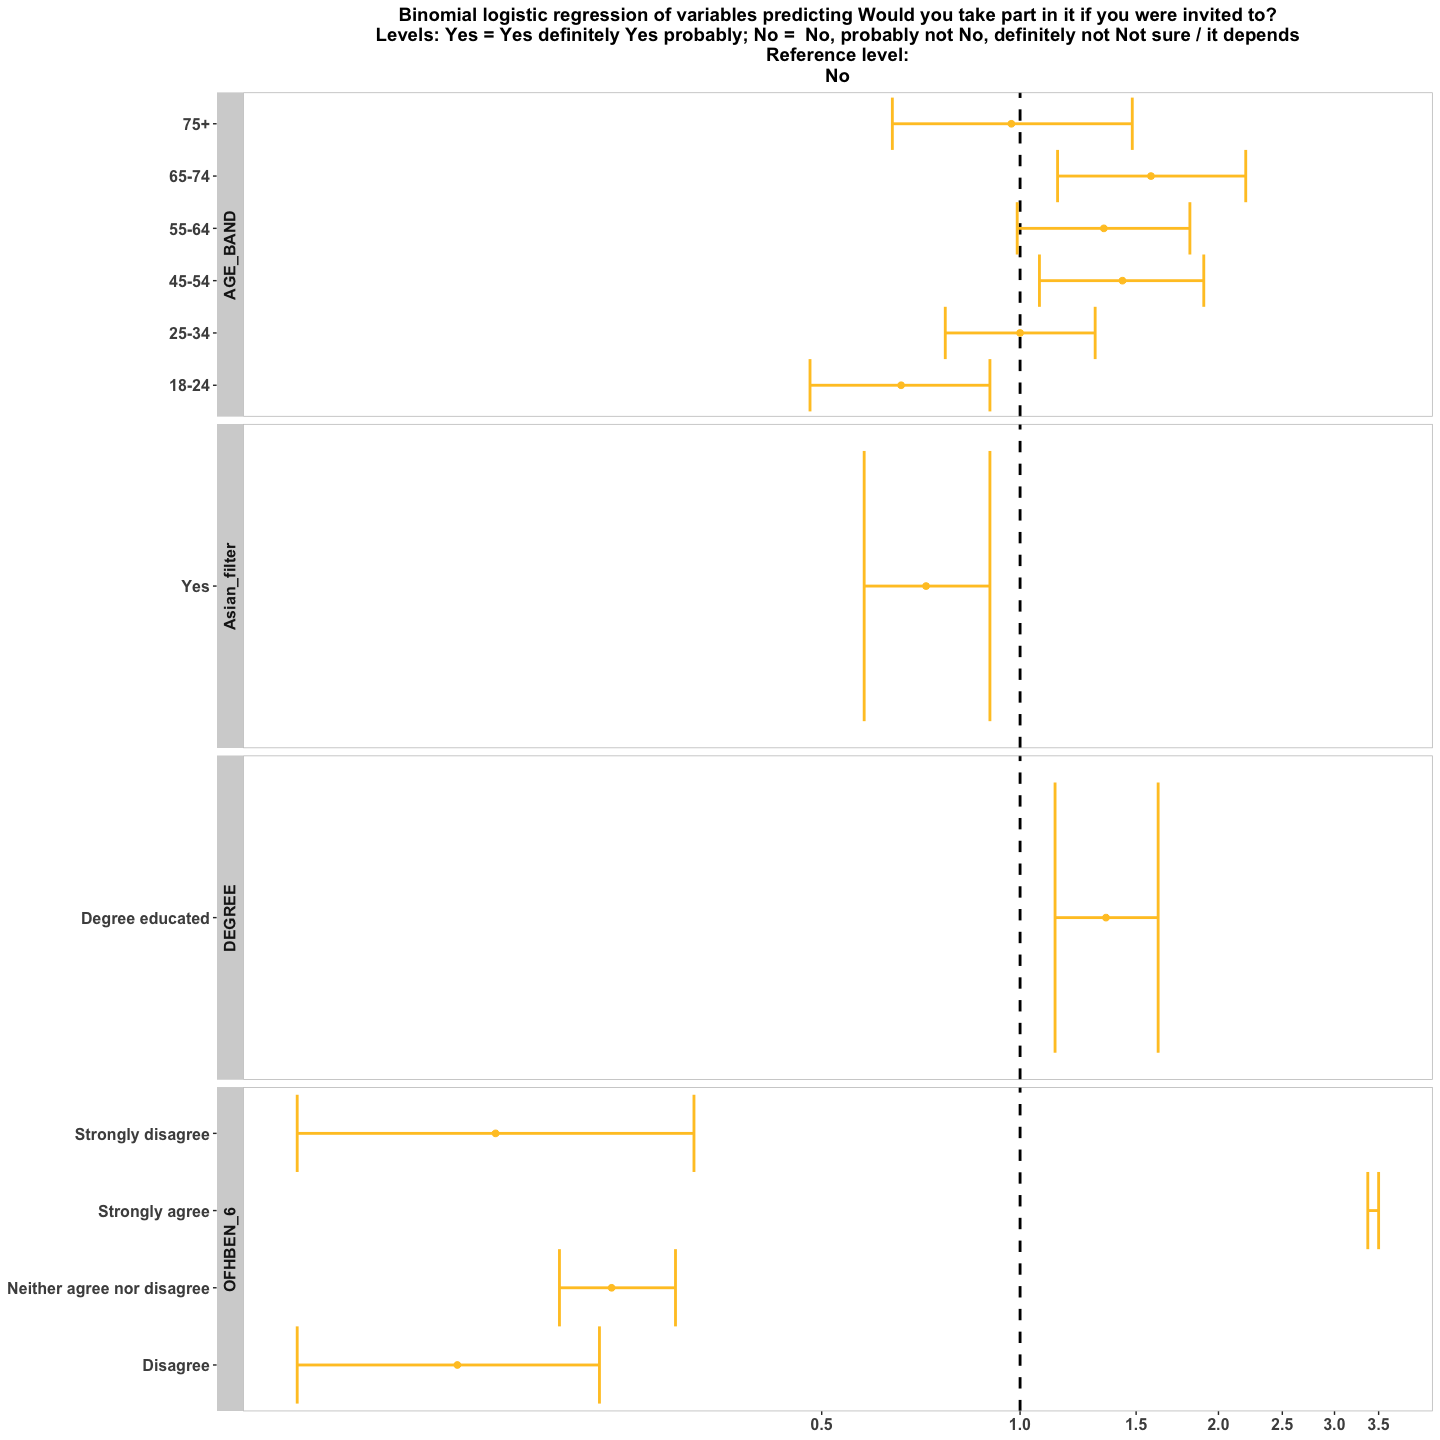 Binomial logistic regression of variables predicting Would you take part in it if you were invited to?
Levels: Yes = Yes definitely Yes probably; No =  No, probably not No, definitely not Not sure / it depends
Reference level:
No
AGE_BAND
75+
65-74
55-64
45-54
25-34
18-24
Asian_filter
Yes
DEGREE
Degree educated
OFHBEN_6
Strongly disagree
Strongly agree
Neither agree nor disagree
Disagree
0.5 1.0 1.5 2.0 2.5 3.0 3.5